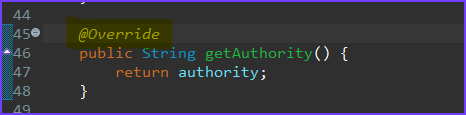 44
45 @Override
46 public String getAuthority() {
47 return authority;
48 }
49